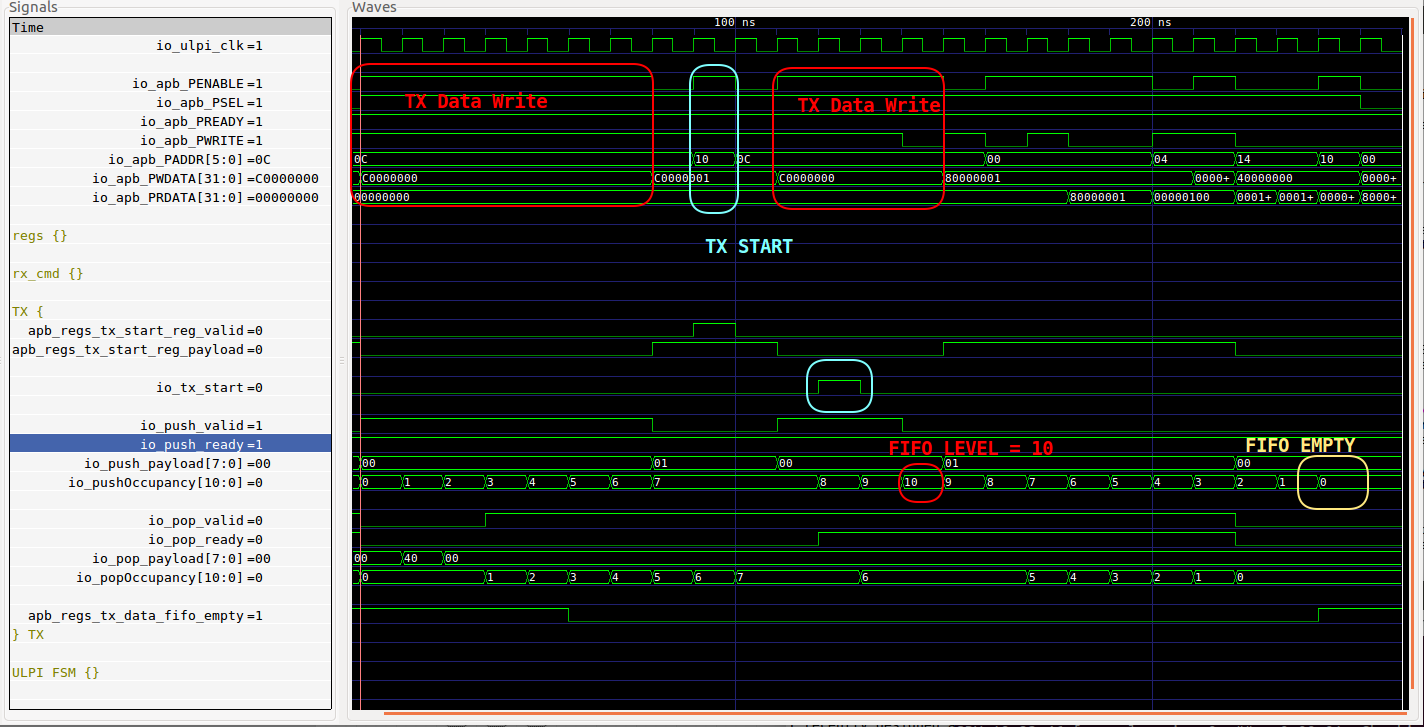 Signals
Waves
Time
100 ns
200 ns
io_ulpi_clk=1
io_apb_PENABLE=1
TX Data Write
TX Data Write
io_apb_PSEL=1
io_apb_PREADY=1
io_apb_PWRITE=1
io_apb_PADDR[5:0]=0C
0C 10 0C 00 04 14 10 00
io_apb_PWDATA[31:0]=C0000000
C0000000 C0000001 C0000000 80000001 0000+ 40000000 0000+
io_apb_PRDATA[31:0]=00000000
00000000 80000001 00000100 0001+ 0001+ 0000+ 8000+
regs {}
TX START
rx_cmd {}
TX {
apb_regs_tx_start_reg_valid=0
apb_regs_tx_start_reg_payload=0
io_tx_start=0
io_push_valid=1
io_push_ready=1
FIFO LEVEL = 10
FIFO EMPTY
io_push_payload[7:0]=00
00 01 00 01 00
io_pushOccupancy[10:0]=0
0 1 2 3 4 5 6 7 8 9 10 9 8 7 6 5 4 3 2 1 0
io_pop_valid=0
io_pop_ready=0
io_pop_payload[7:0]=00
00 40 00
io_popOccupancy[10:0]=0
0 1 2 3 4 5 6 7 6 5 4 3 2 1 0
apb_regs_tx_data_fifo_empty=1
} TX
ULPI FSM {}